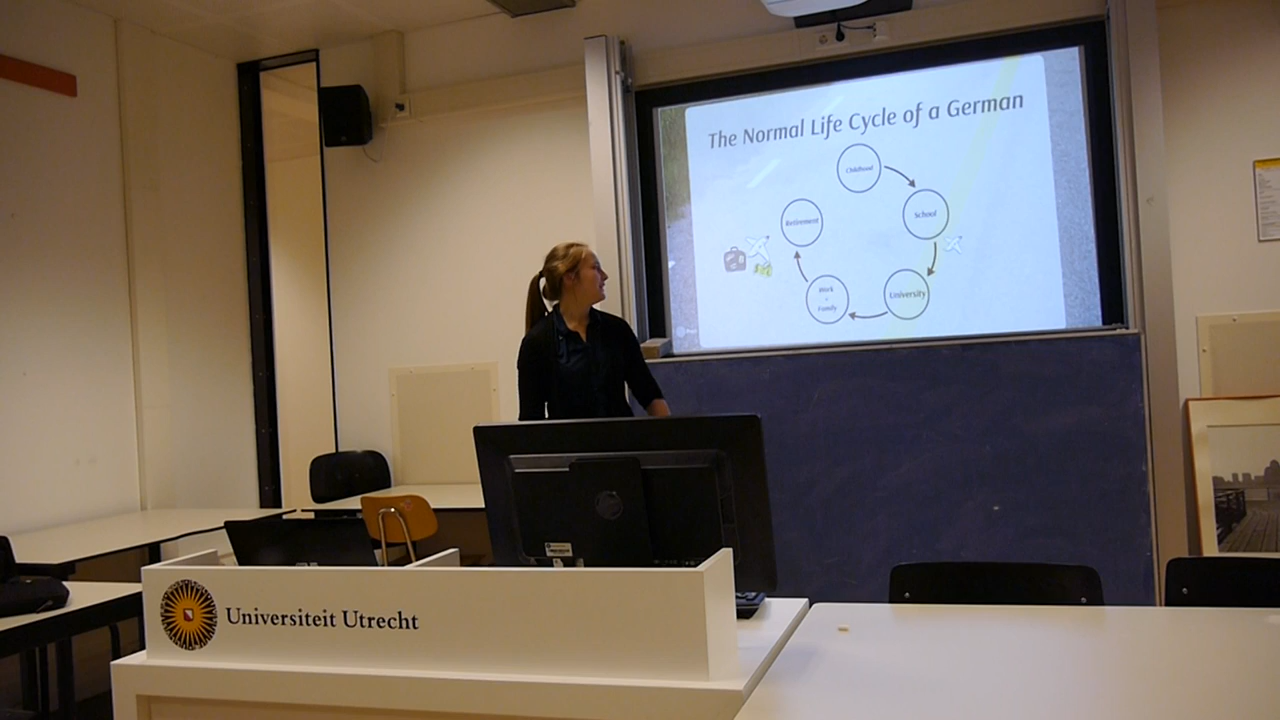 The Normal Life Cycle of a German
Childhood
School
University
Work
+
Family
Retirement
Universiteit Utrecht